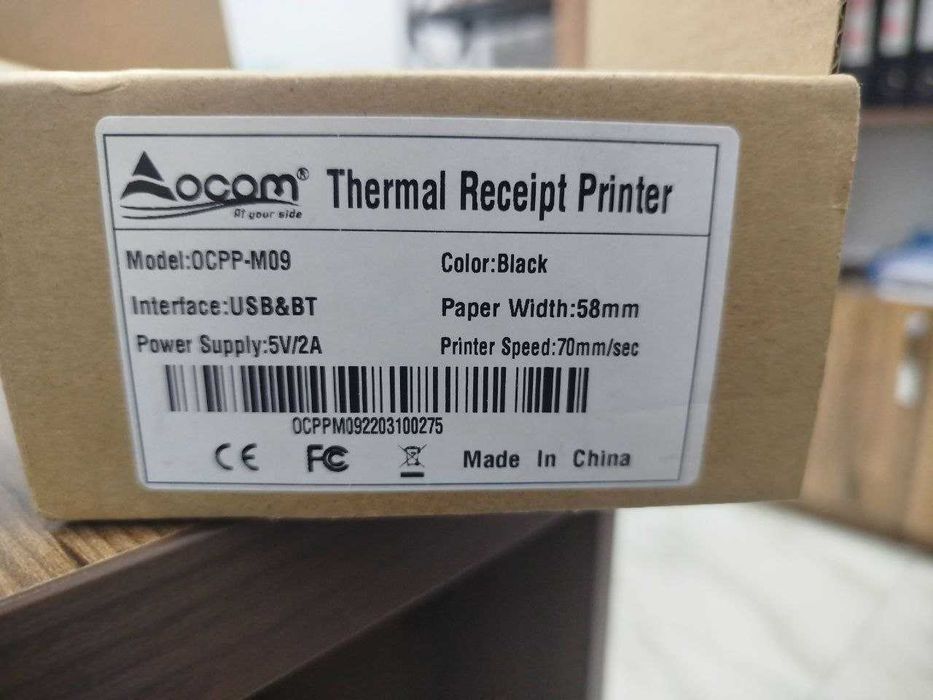 OCOM® Thermal Receipt Printer
At your side
Model:OCPP-M09 Color:Black
Interface:USB&BT Paper Width:58mm
Power Supply:5V/2A Printer Speed:70mm/sec
OCPPM092203100275
CE FC Made In China